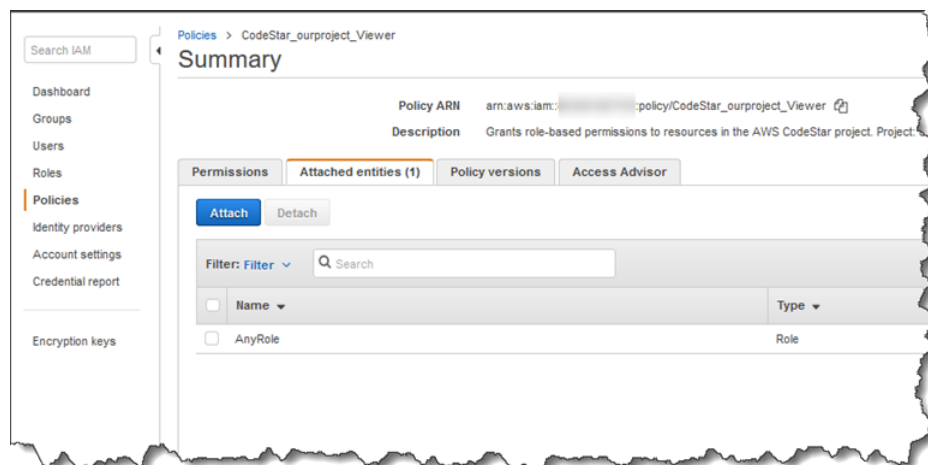 Search IAM
Dashboard
Groups
Users
Roles
Policies
Identity providers
Account settings
Credential report
Encryption keys
Policies > CodeStar_ourproject_Viewer
Summary
Policy ARN arn:aws:iam:: :policy/CodeStar_ourproject_Viewer
Description Grants role-based permissions to resources in the AWS CodeStar project. Project:
Permissions Attached entities (1) Policy versions Access Advisor
Attach Detach
Filter: Filter Search
Name Type
AnyRole Role